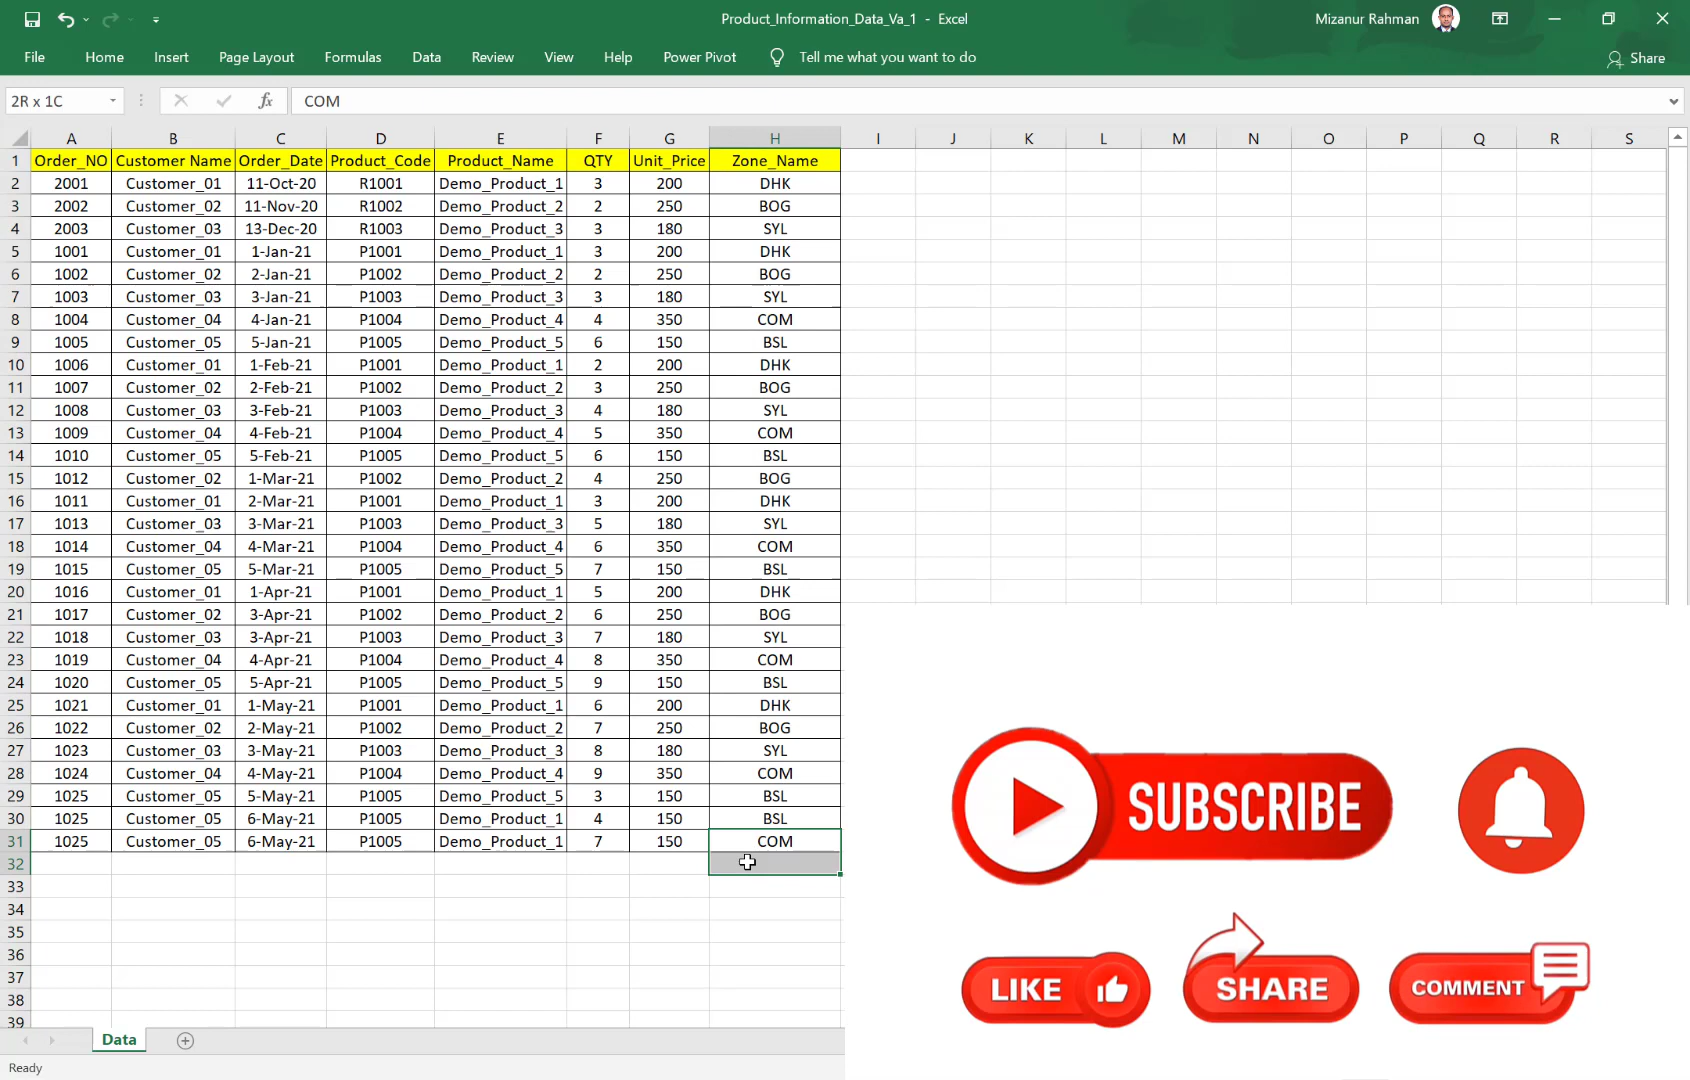 Product_Information_Data_Va_1 - Excel
Mizanur Rahman
File Home Insert Page Layout Formulas Data Review View Help Power Pivot Tell me what you want to do Share
2R x 1C fx COM
A B C D E F G H I J K L M N O P Q R S
1 Order_NO Customer Name Order_Date Product_Code Product_Name QTY Unit_Price Zone_Name
2 2001 Customer_01 11-Oct-20 R1001 Demo_Product_1 3 200 DHK
3 2002 Customer_02 11-Nov-20 R1002 Demo_Product_2 2 250 BOG
4 2003 Customer_03 13-Dec-20 R1003 Demo_Product_3 3 180 SYL
5 1001 Customer_01 1-Jan-21 P1001 Demo_Product_1 3 200 DHK
6 1002 Customer_02 2-Jan-21 P1002 Demo_Product_2 2 250 BOG
7 1003 Customer_03 3-Jan-21 P1003 Demo_Product_3 3 180 SYL
8 1004 Customer_04 4-Jan-21 P1004 Demo_Product_4 4 350 COM
9 1005 Customer_05 5-Jan-21 P1005 Demo_Product_5 6 150 BSL
10 1006 Customer_01 1-Feb-21 P1001 Demo_Product_1 2 200 DHK
11 1007 Customer_02 2-Feb-21 P1002 Demo_Product_2 3 250 BOG
12 1008 Customer_03 3-Feb-21 P1003 Demo_Product_3 4 180 SYL
13 1009 Customer_04 4-Feb-21 P1004 Demo_Product_4 5 350 COM
14 1010 Customer_05 5-Feb-21 P1005 Demo_Product_5 6 150 BSL
15 1012 Customer_02 1-Mar-21 P1002 Demo_Product_2 4 250 BOG
16 1011 Customer_01 2-Mar-21 P1001 Demo_Product_1 3 200 DHK
17 1013 Customer_03 3-Mar-21 P1003 Demo_Product_3 5 180 SYL
18 1014 Customer_04 4-Mar-21 P1004 Demo_Product_4 6 350 COM
19 1015 Customer_05 5-Mar-21 P1005 Demo_Product_5 7 150 BSL
20 1016 Customer_01 1-Apr-21 P1001 Demo_Product_1 5 200 DHK
21 1017 Customer_02 3-Apr-21 P1002 Demo_Product_2 6 250 BOG
22 1018 Customer_03 3-Apr-21 P1003 Demo_Product_3 7 180 SYL
23 1019 Customer_04 4-Apr-21 P1004 Demo_Product_4 8 350 COM
24 1020 Customer_05 5-Apr-21 P1005 Demo_Product_5 9 150 BSL
25 1021 Customer_01 1-May-21 P1001 Demo_Product_1 6 200 DHK
26 1022 Customer_02 2-May-21 P1002 Demo_Product_2 7 250 BOG
27 1023 Customer_03 3-May-21 P1003 Demo_Product_3 8 180 SYL
28 1024 Customer_04 4-May-21 P1004 Demo_Product_4 9 350 COM
29 1025 Customer_05 5-May-21 P1005 Demo_Product_5 3 150 BSL
30 1025 Customer_05 6-May-21 P1005 Demo_Product_1 4 150 BSL
31 1025 Customer_05 6-May-21 P1005 Demo_Product_1 7 150 COM
32
33
34
35
36
37
38
39
SUBSCRIBE
LIKE SHARE COMMENT
Data
Ready